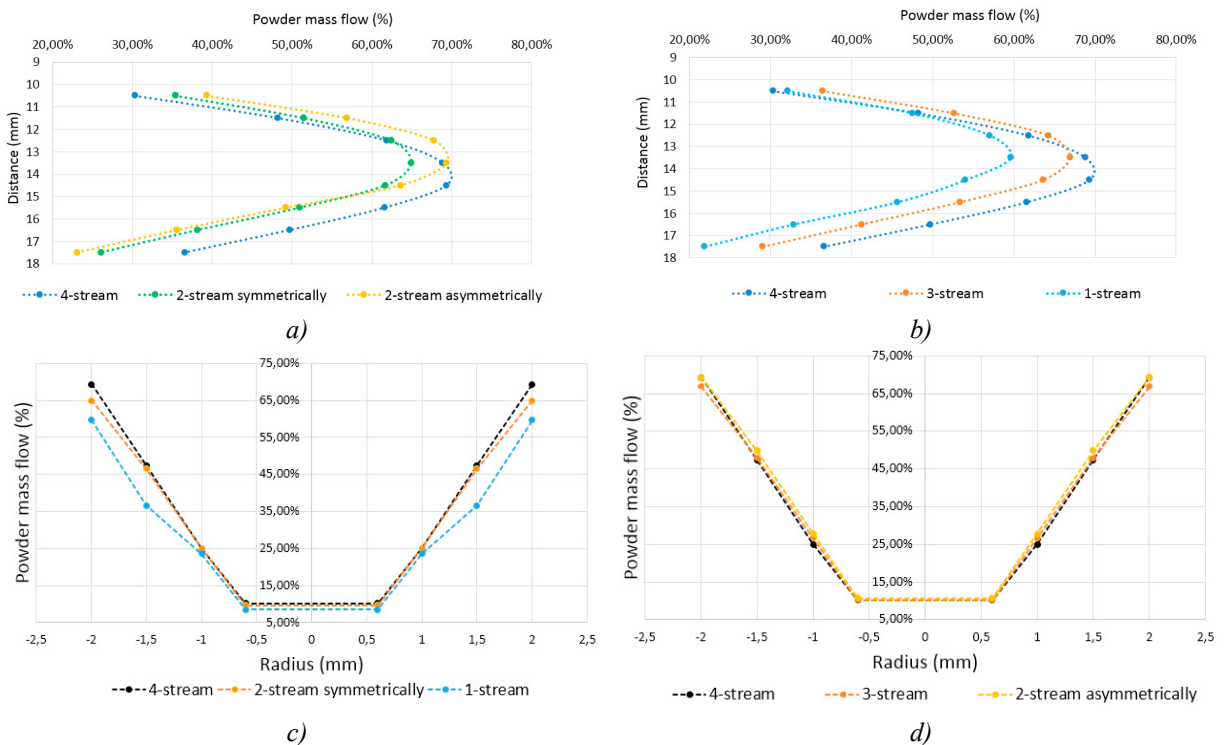 Powder mass flow (%)
20,00% 30,00% 40,00% 50,00% 60,00% 70,00% 80,00%
9
10
11
12
13
14
15
16
17
18
Distance (mm)
4-stream 2-stream symmetrically 2-stream asymmetrically
a)
Powder mass flow (%)
20,00% 30,00% 40,00% 50,00% 60,00% 70,00% 80,00%
9
10
11
12
13
14
15
16
17
18
Distance (mm)
4-stream 3-stream 1-stream
b)
75,00%
65,00%
55,00%
45,00%
35,00%
25,00%
15,00%
5,00%
Powder mass flow (%)
-2,5 -2 -1,5 -1 -0,5 0 0,5 1 1,5 2 2,5
Radius (mm)
4-stream 2-stream symmetrically 1-stream
c)
75,00%
65,00%
55,00%
45,00%
35,00%
25,00%
15,00%
5,00%
Powder mass flow (%)
-2,5 -2 -1,5 -1 -0,5 0 0,5 1 1,5 2 2,5
Radius (mm)
4-stream 3-stream 2-stream asymmetrically
d)